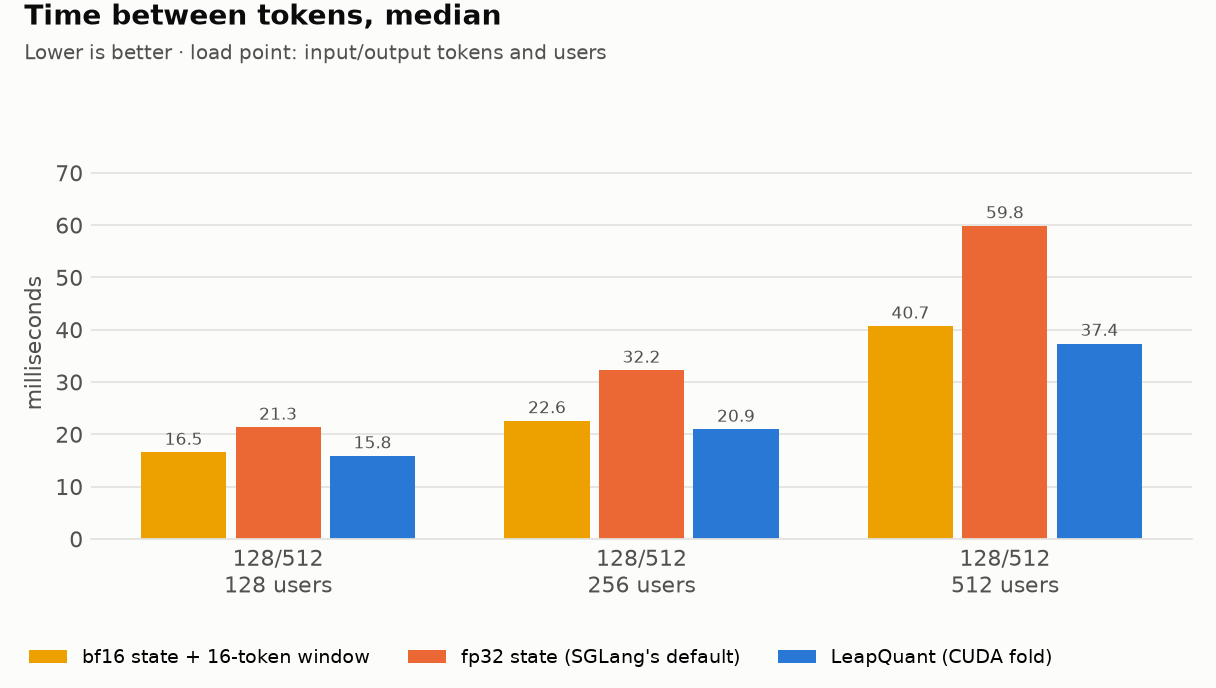 Time between tokens, median
Lower is better · load point: input/output tokens and users
milliseconds
70
60
50
40
30
20
10
0
16.5
21.3
15.8
22.6
32.2
20.9
40.7
59.8
37.4
128/512
128 users
128/512
256 users
128/512
512 users
bf16 state + 16-token window
fp32 state (SGLang's default)
LeapQuant (CUDA fold)